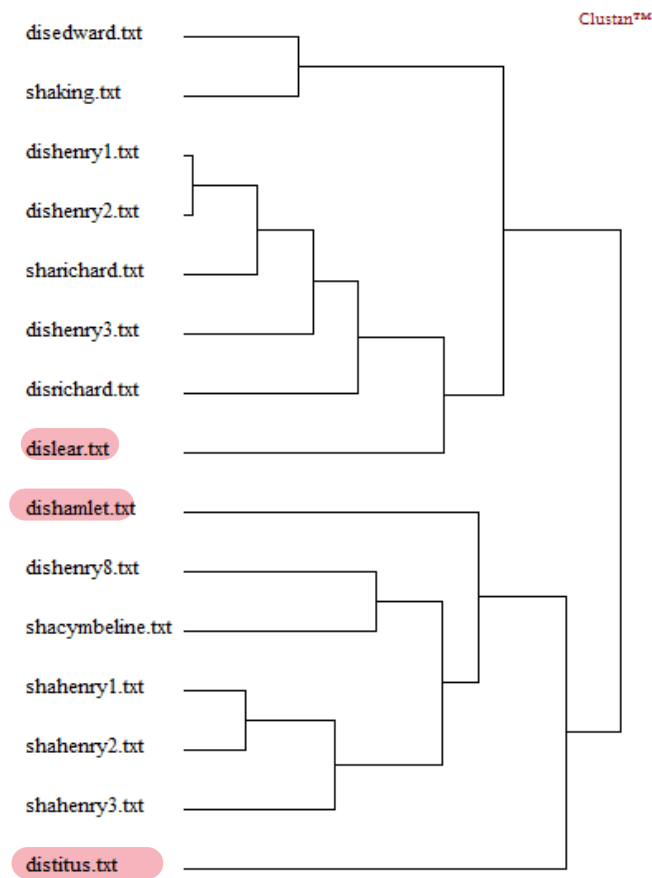 Clustan™
disedward.txt
shaking.txt
dishenry1.txt
dishenry2.txt
sharichard.txt
dishenry3.txt
disrichard.txt
dislear.txt
dishamlet.txt
dishenry8.txt
shacymbeline.txt
shahenry1.txt
shahenry2.txt
shahenry3.txt
distitus.txt